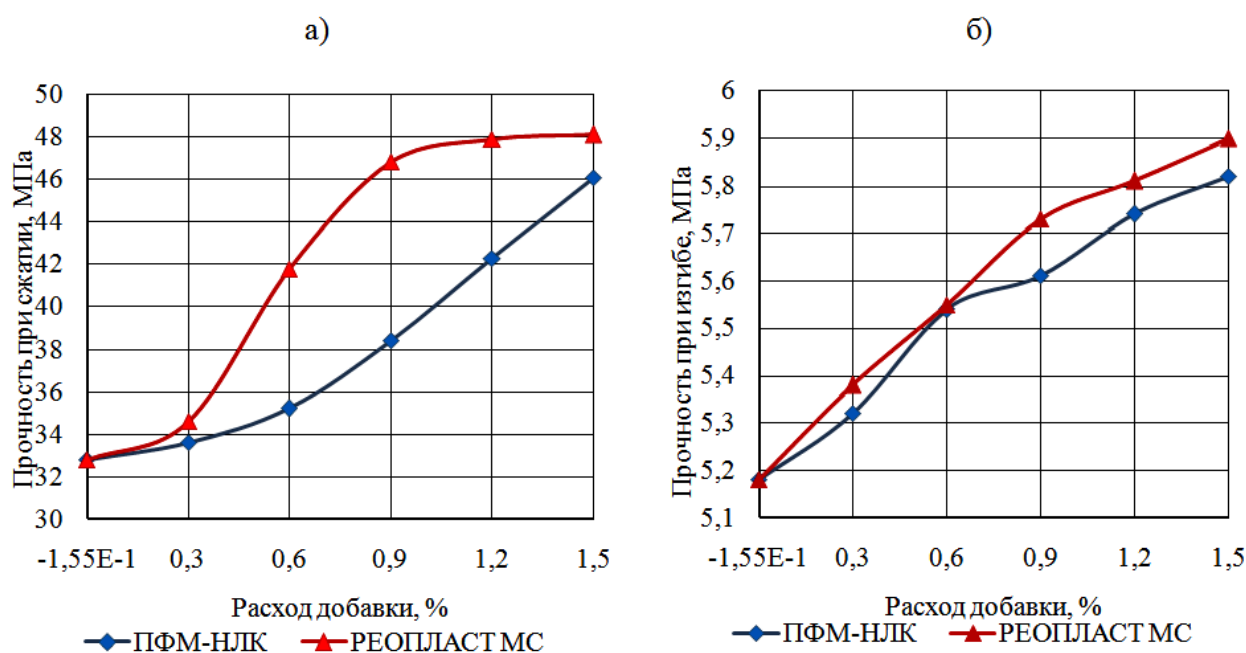 а)
Прочность при сжатии, МПа
50
48
46
44
42
40
38
36
34
32
30
-1,55E-1 0,3 0,6 0,9 1,2 1,5
Расход добавки, %
ПФМ-НЛК РЕОПЛАСТ МС
б)
Прочность при изгибе, МПа
6
5,9
5,8
5,7
5,6
5,5
5,4
5,3
5,2
5,1
-1,55E-1 0,3 0,6 0,9 1,2 1,5
Расход добавки, %
ПФМ-НЛК РЕОПЛАСТ МС